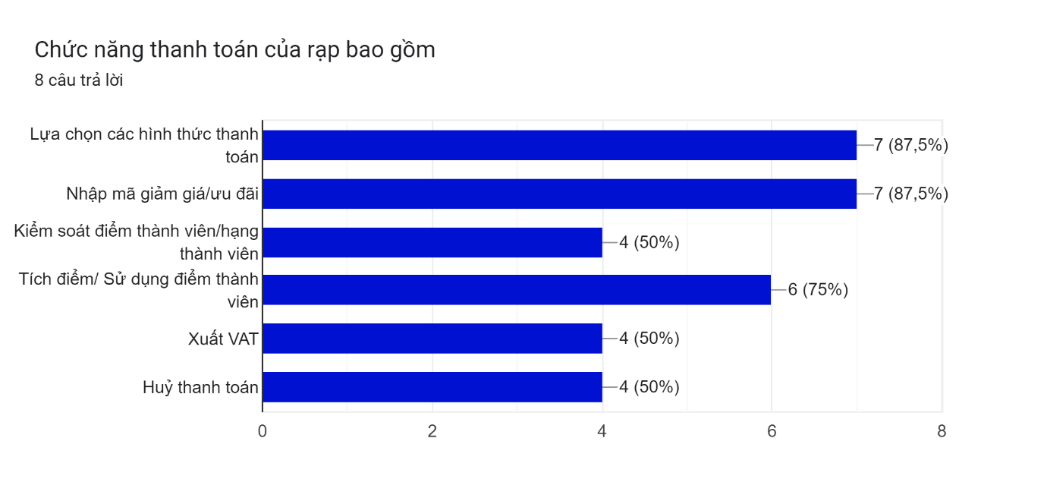 Chức năng thanh toán của rạp bao gồm
8 câu trả lời
Lựa chọn các hình thức thanh
toán
7 (87,5%)
Nhập mã giảm giá/ưu đãi
7 (87,5%)
Kiểm soát điểm thành viên/hạng
thành viên
4 (50%)
Tích điểm/ Sử dụng điểm thành
viên
6 (75%)
Xuất VAT
4 (50%)
Huỷ thanh toán
4 (50%)
0 2 4 6 8